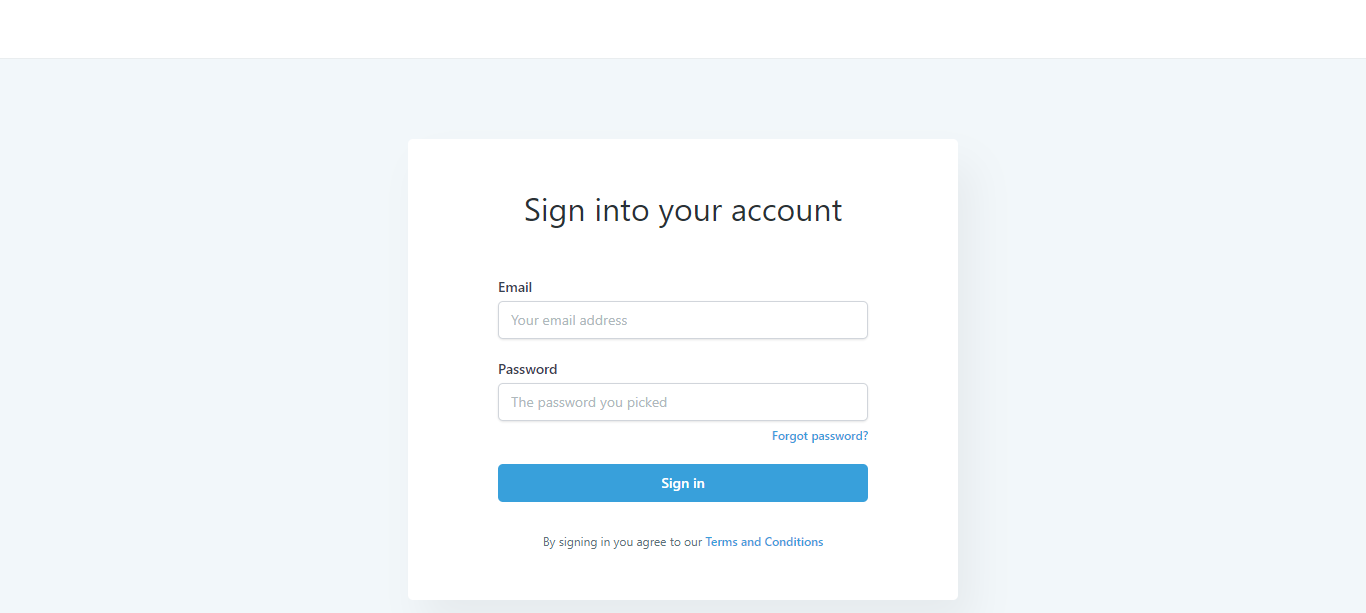 Sign into your account
Email
Your email address
Password
The password you picked
Forgot password?
Sign in
By signing in you agree to our Terms and Conditions